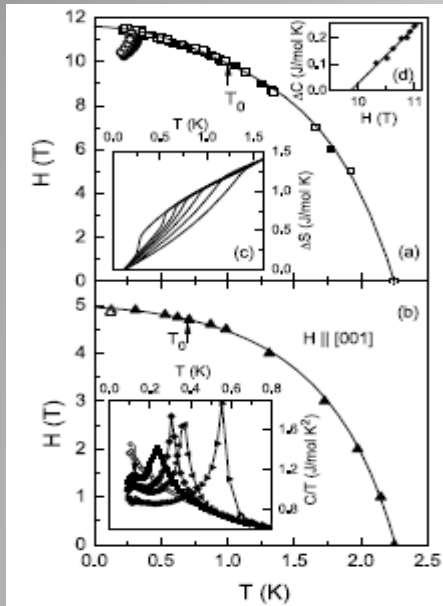 12
10
8
6
4
2
0
H (T)
T₀
T (K)
0.0 0.5 1.0 1.5
1.5
1.0
0.5
0.0
ΔS (J/mol K)
(c)
0.2
0.1
0.0
ΔC (J/mol K)
(d)
10 11
H (T)
(a)
5
4
3
2
1
0
H (T)
(b)
H || [001]
T₀
T (K)
0.0 0.2 0.4 0.6 0.8
1.6
1.2
0.8
C/T (J/mol K²)
0.0 0.5 1.0 1.5 2.0 2.5
T (K)